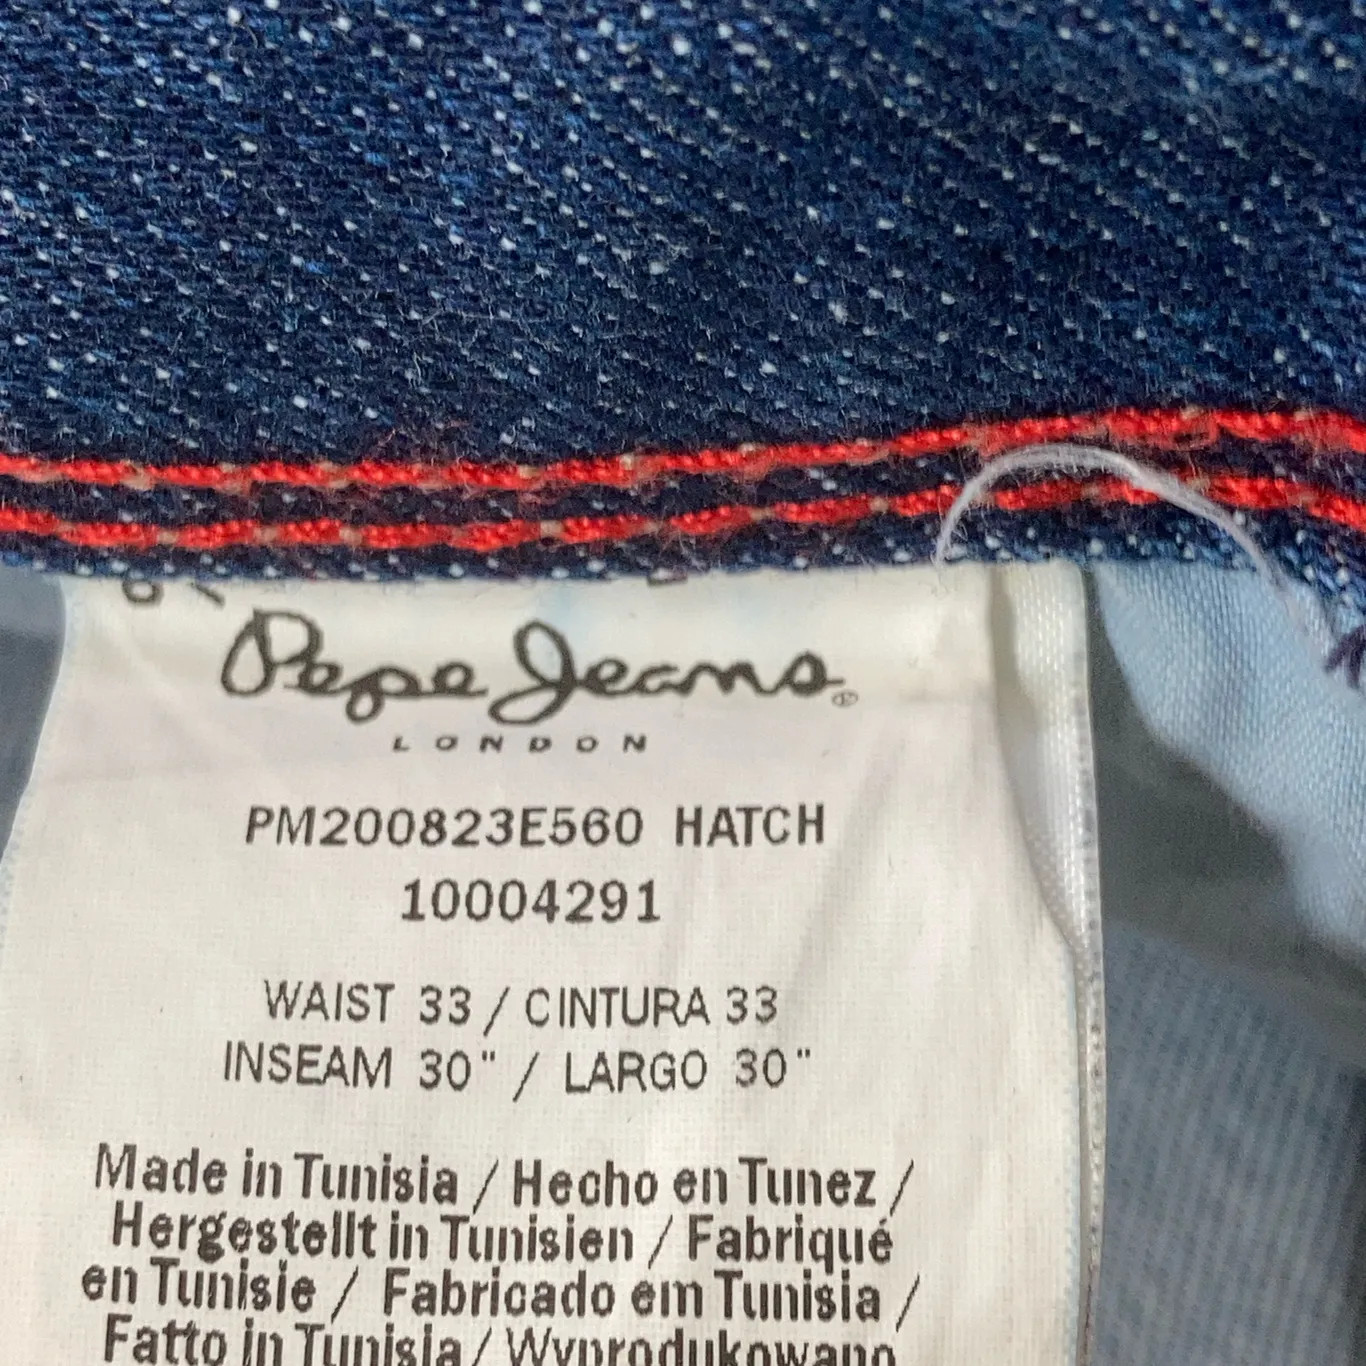 Pepe Jeans®
LONDON
PM200823E560 HATCH
10004291
WAIST 33 / CINTURA 33
INSEAM 30" / LARGO 30"
Made in Tunisia / Hecho en Tunez /
Hergestellt in Tunisien / Fabriqué
en Tunisie / Fabricado em Tunisia /
Fatto in Tunisia / Wyprodukowano